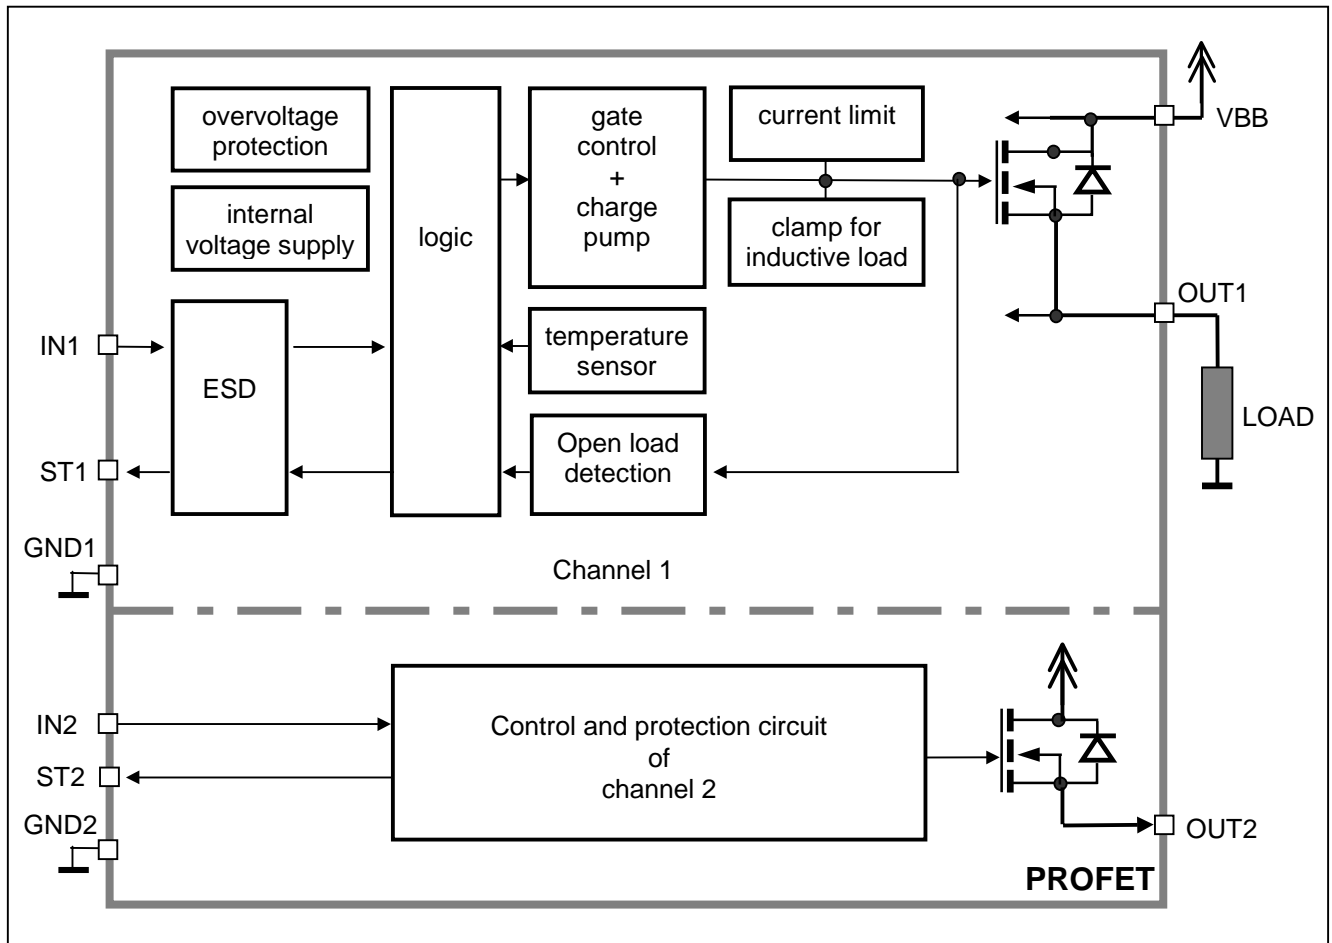 overvoltage
protection
internal
voltage supply
logic
gate
control
+
charge
pump
current limit
clamp for
inductive load
VBB
OUT1
LOAD
IN1
ESD
temperature
sensor
ST1
Open load
detection
GND1
Channel 1
IN2
ST2
GND2
Control and protection circuit
of
channel 2
OUT2
PROFET